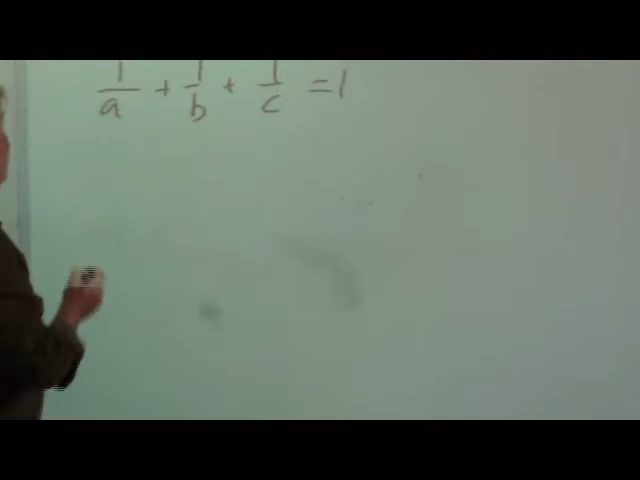 1/a + 1/b + 1/c = 1